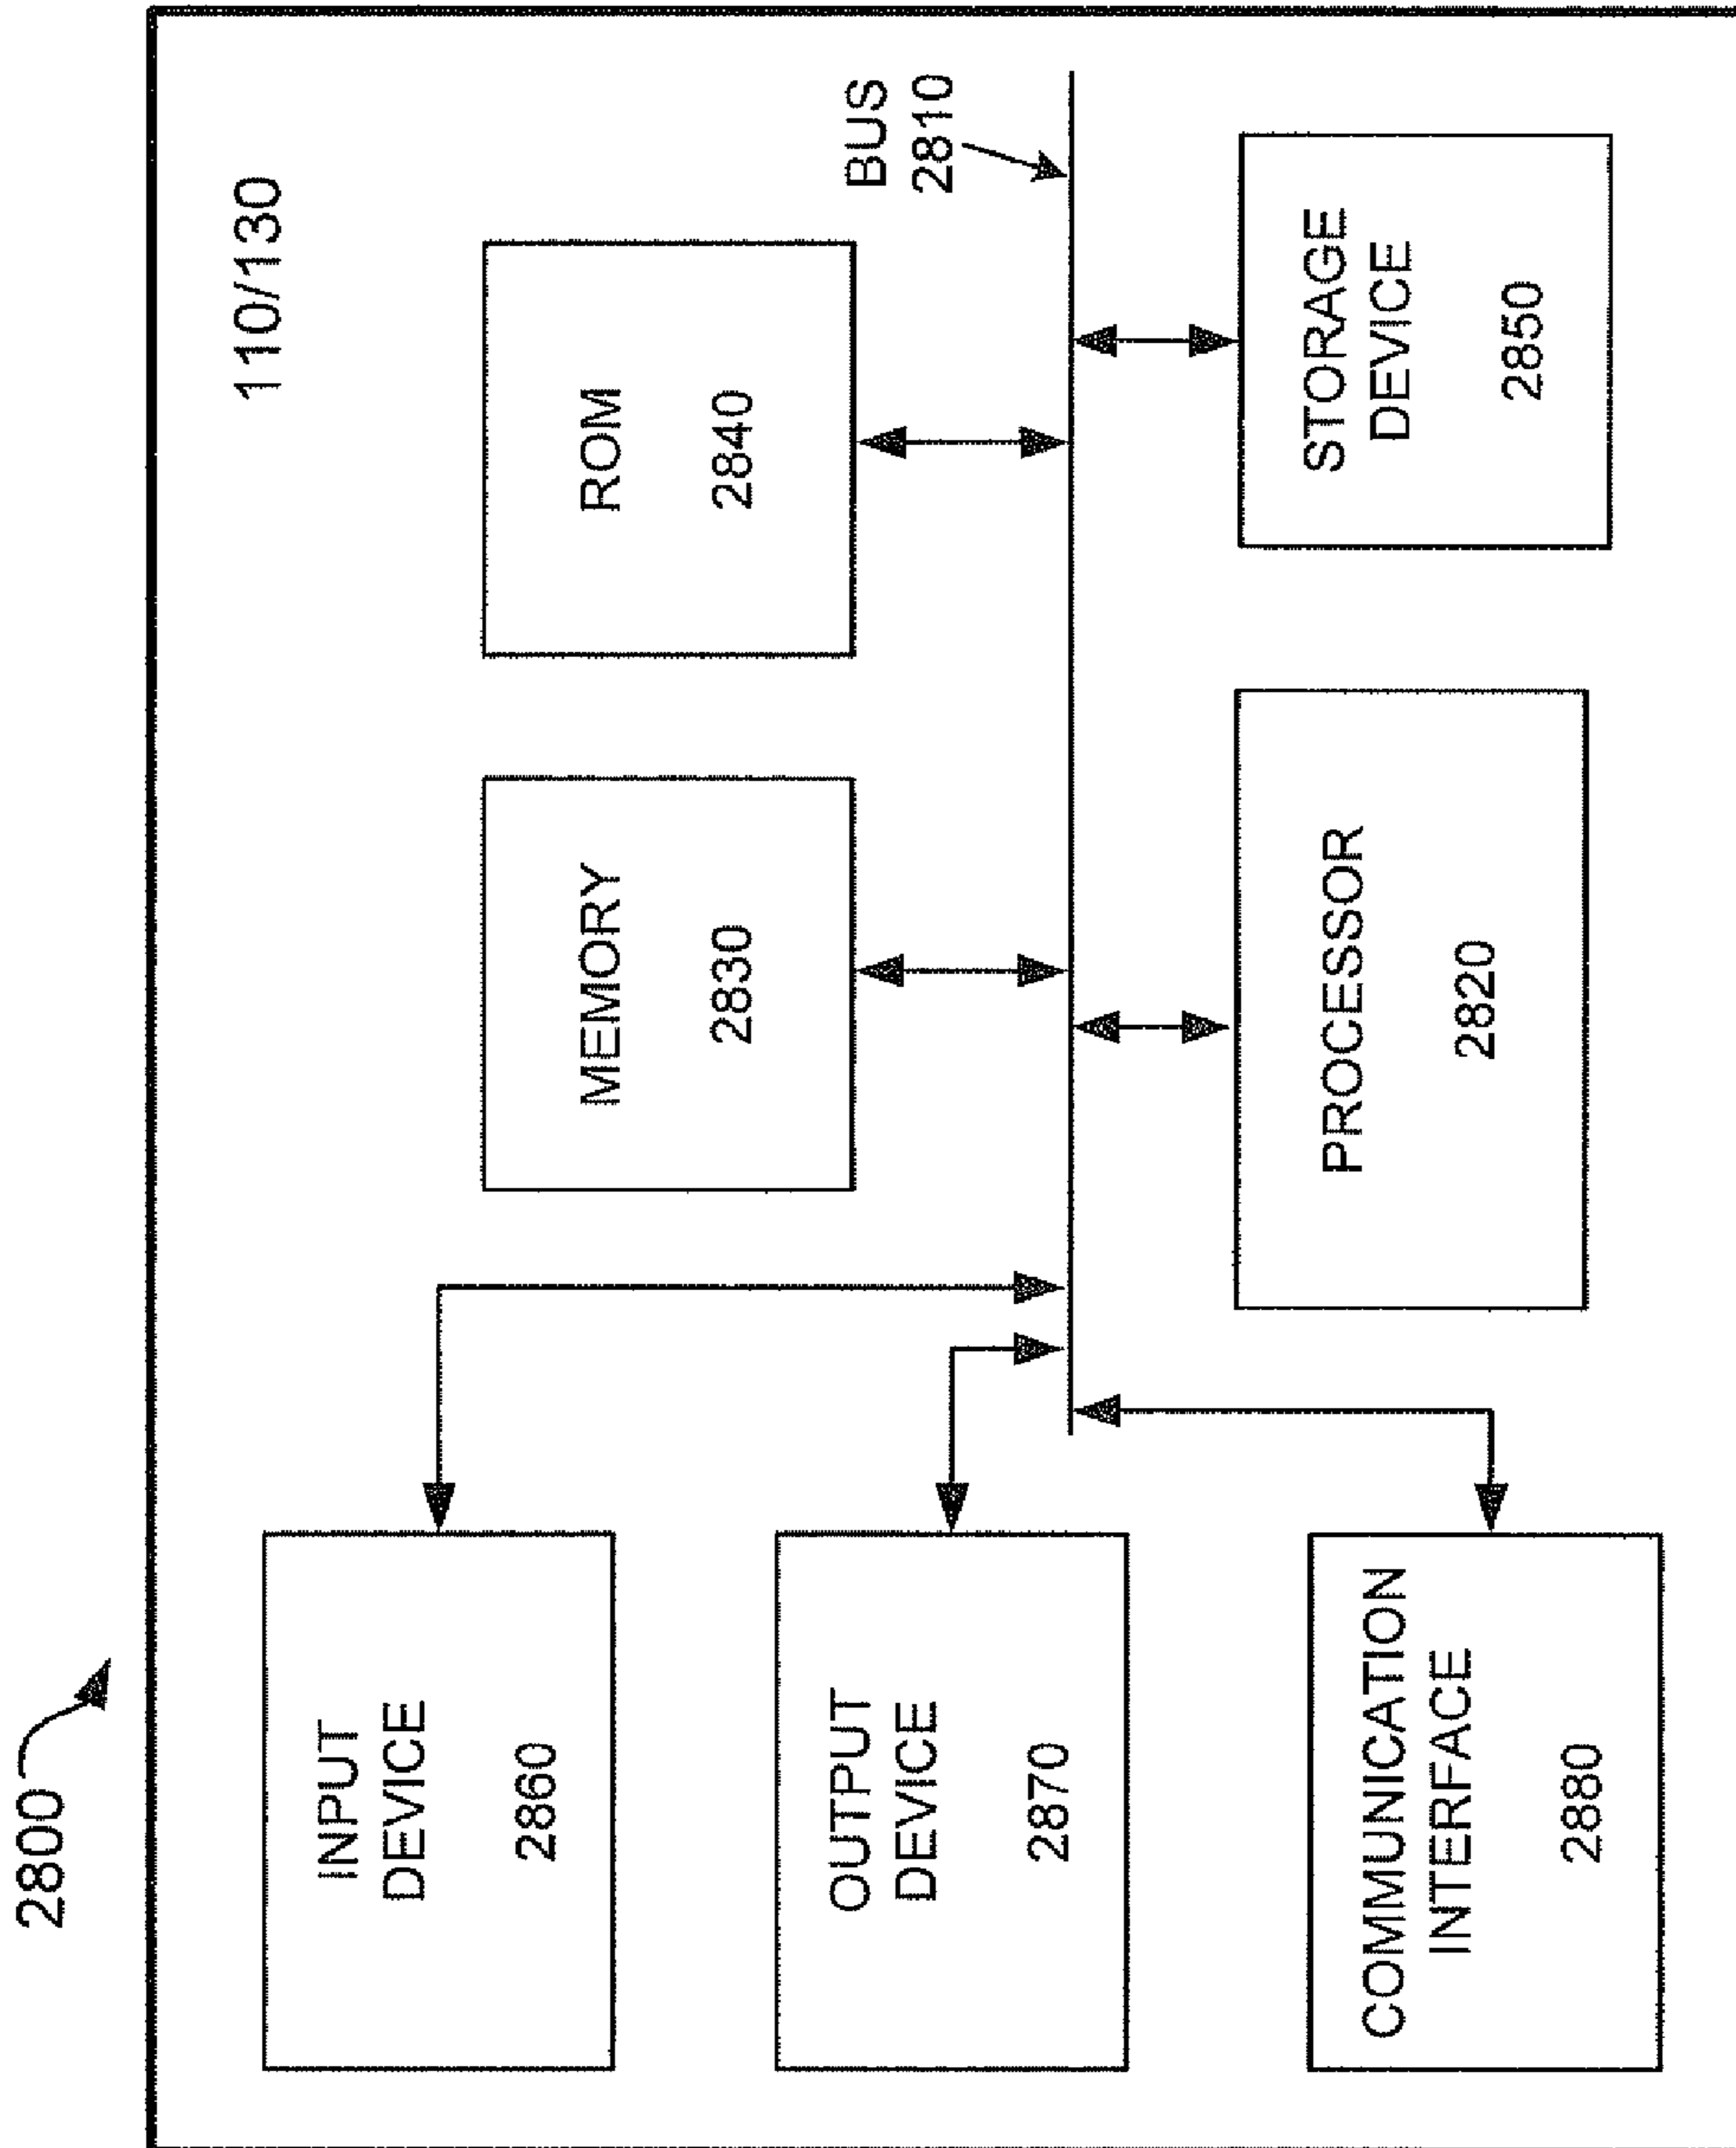 2800
110/130
INPUT
DEVICE
2860
MEMORY
2830
ROM
2840
OUTPUT
DEVICE
2870
BUS
2810
COMMUNICATION
INTERFACE
2880
PROCESSOR
2820
STORAGE
DEVICE
2850